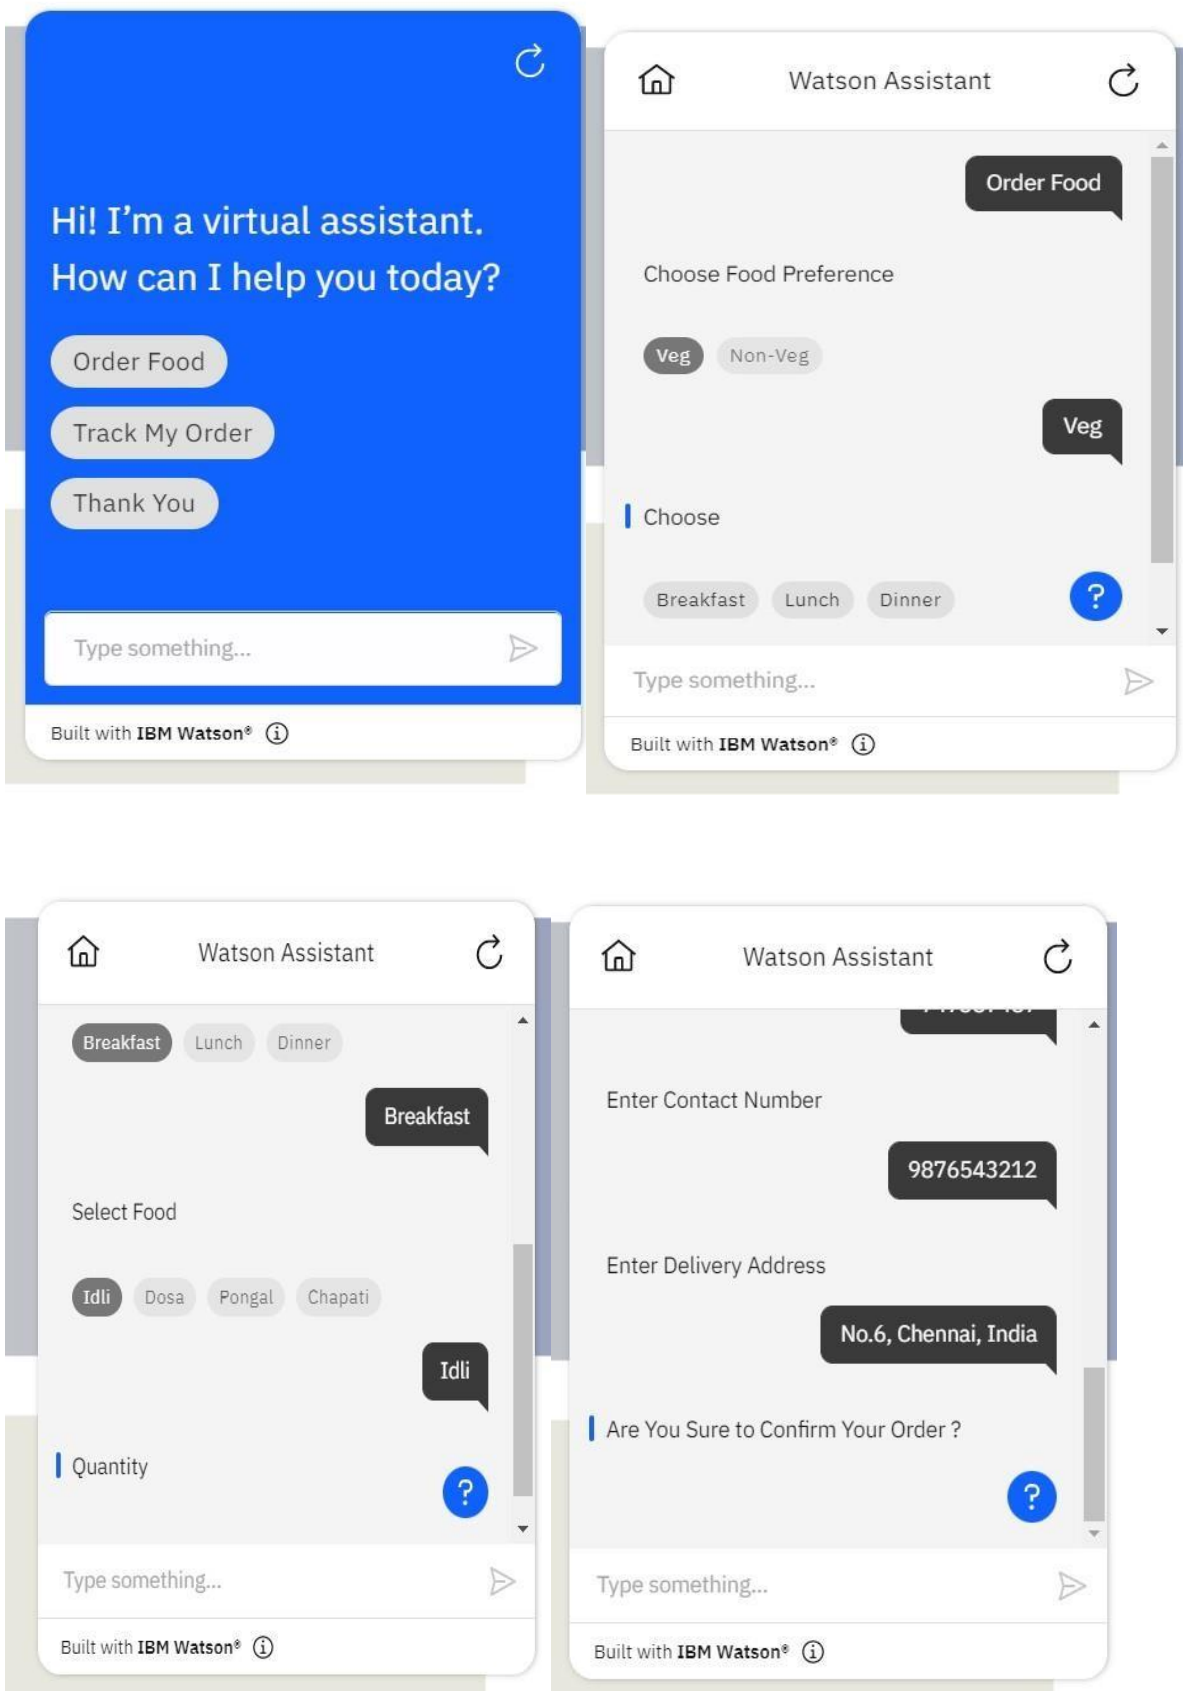 Hi! I'm a virtual assistant.
How can I help you today?
Order Food
Track My Order
Thank You
Type something...
Built with IBM Watson®
Watson Assistant
Order Food
Choose Food Preference
Veg Non-Veg
Veg
Choose
Breakfast Lunch Dinner
?
Type something...
Built with IBM Watson®
Watson Assistant
Breakfast Lunch Dinner
Breakfast
Select Food
Idli Dosa Pongal Chapati
Idli
Quantity
?
Type something...
Built with IBM Watson®
Watson Assistant
Enter Contact Number
9876543212
Enter Delivery Address
No.6, Chennai, India
Are You Sure to Confirm Your Order ?
?
Type something...
Built with IBM Watson®